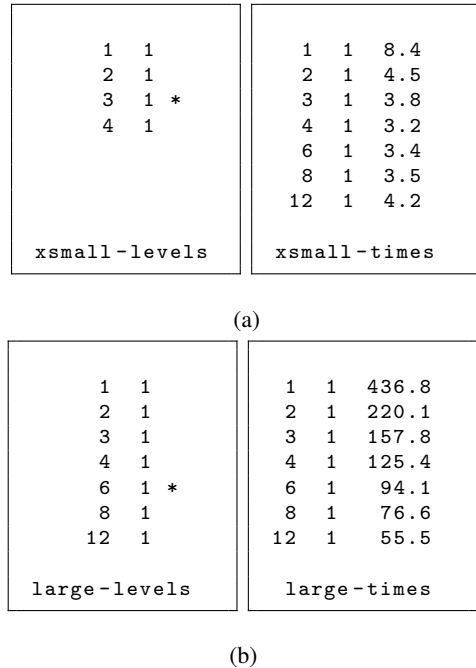 1 1
2 1
3 1 *
4 1
xsmall-levels
1 1 8.4
2 1 4.5
3 1 3.8
4 1 3.2
6 1 3.4
8 1 3.5
12 1 4.2
xsmall-times
(a)
1 1
2 1
3 1
4 1
6 1 *
8 1
12 1
large-levels
1 1 436.8
2 1 220.1
3 1 157.8
4 1 125.4
6 1 94.1
8 1 76.6
12 1 55.5
large-times
(b)